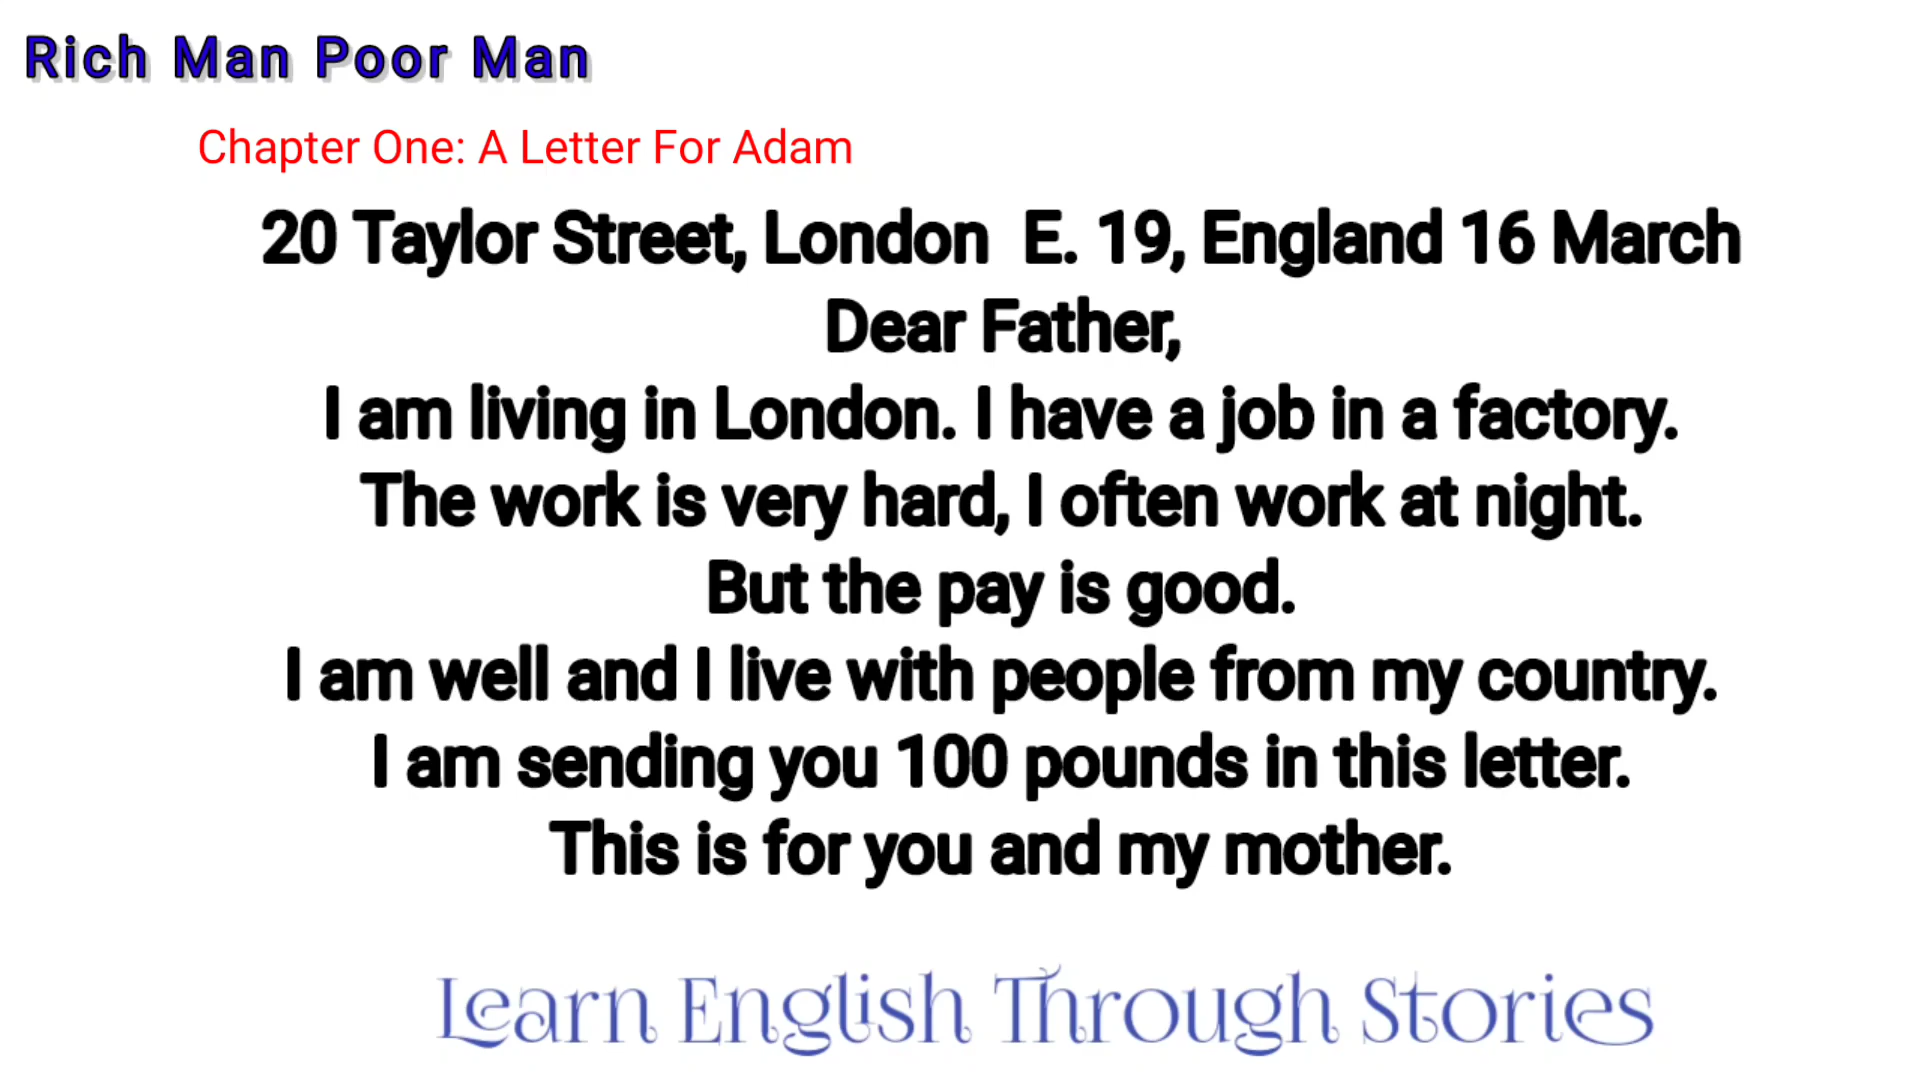 Rich Man Poor Man
Chapter One: A Letter For Adam
20 Taylor Street, London E. 19, England 16 March
Dear Father,
I am living in London. I have a job in a factory.
The work is very hard, I often work at night.
But the pay is good.
I am well and I live with people from my country.
I am sending you 100 pounds in this letter.
This is for you and my mother.
Learn English Through Stories